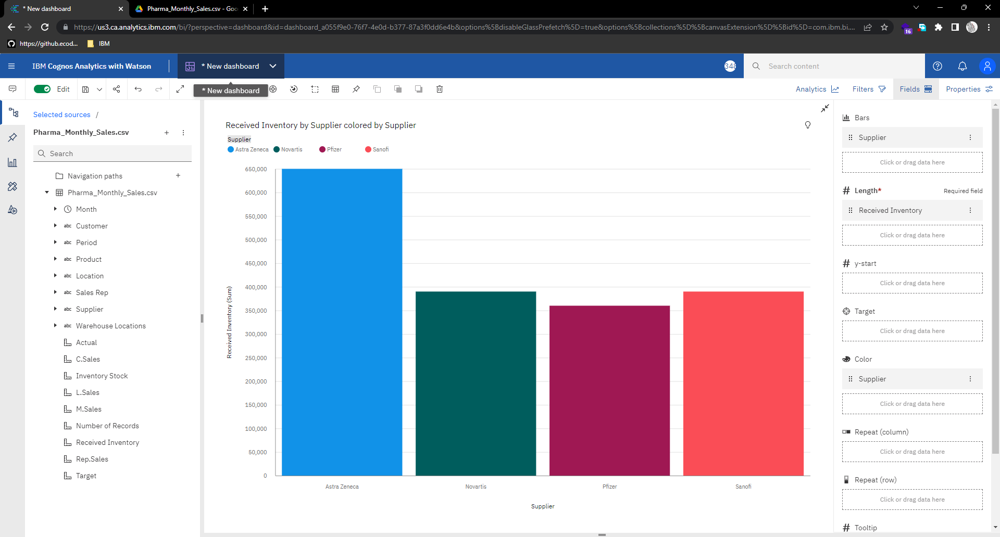 * New dashboard
Pharma_Monthly_Sales.csv - Goo
https://us3.ca.analytics.ibm.com/bi/?perspective=dashboard&id=dashboard_a055f9e0-76f7-4e0d-b377-87a3f0dd6e4b&options%5BdisableGlassPrefetch%5D=true&options%5Bcollections%5D%5BcanvasExtension%5D%5Bid%5D=com.ibm.bi....
16
https://github.ecod...
IBM
IBM Cognos Analytics with Watson
* New dashboard
348
Search content
Edit
* New dashboard
Analytics
Filters
Fields
Properties
Selected sources /
Pharma_Monthly_Sales.csv
Search
Navigation paths
Pharma_Monthly_Sales.csv
Month
abc Customer
abc Period
abc Product
abc Location
abc Sales Rep
abc Supplier
abc Warehouse Locations
Actual
C.Sales
Inventory Stock
L.Sales
M.Sales
Number of Records
Received Inventory
Rep.Sales
Target
Received Inventory by Supplier colored by Supplier
Supplier
Astra Zeneca
Novartis
Pfizer
Sanofi
Received Inventory (Sum)
650,000
600,000
550,000
500,000
450,000
400,000
350,000
300,000
250,000
200,000
150,000
100,000
50,000
0
Astra Zeneca
Novartis
Pfizer
Sanofi
Supplier
Bars
Supplier
Click or drag data here
# Length* Required field
Received Inventory
Click or drag data here
# y-start
Click or drag data here
Target
Click or drag data here
Color
Supplier
Click or drag data here
Repeat (column)
Click or drag data here
Repeat (row)
Click or drag data here
# Tooltip